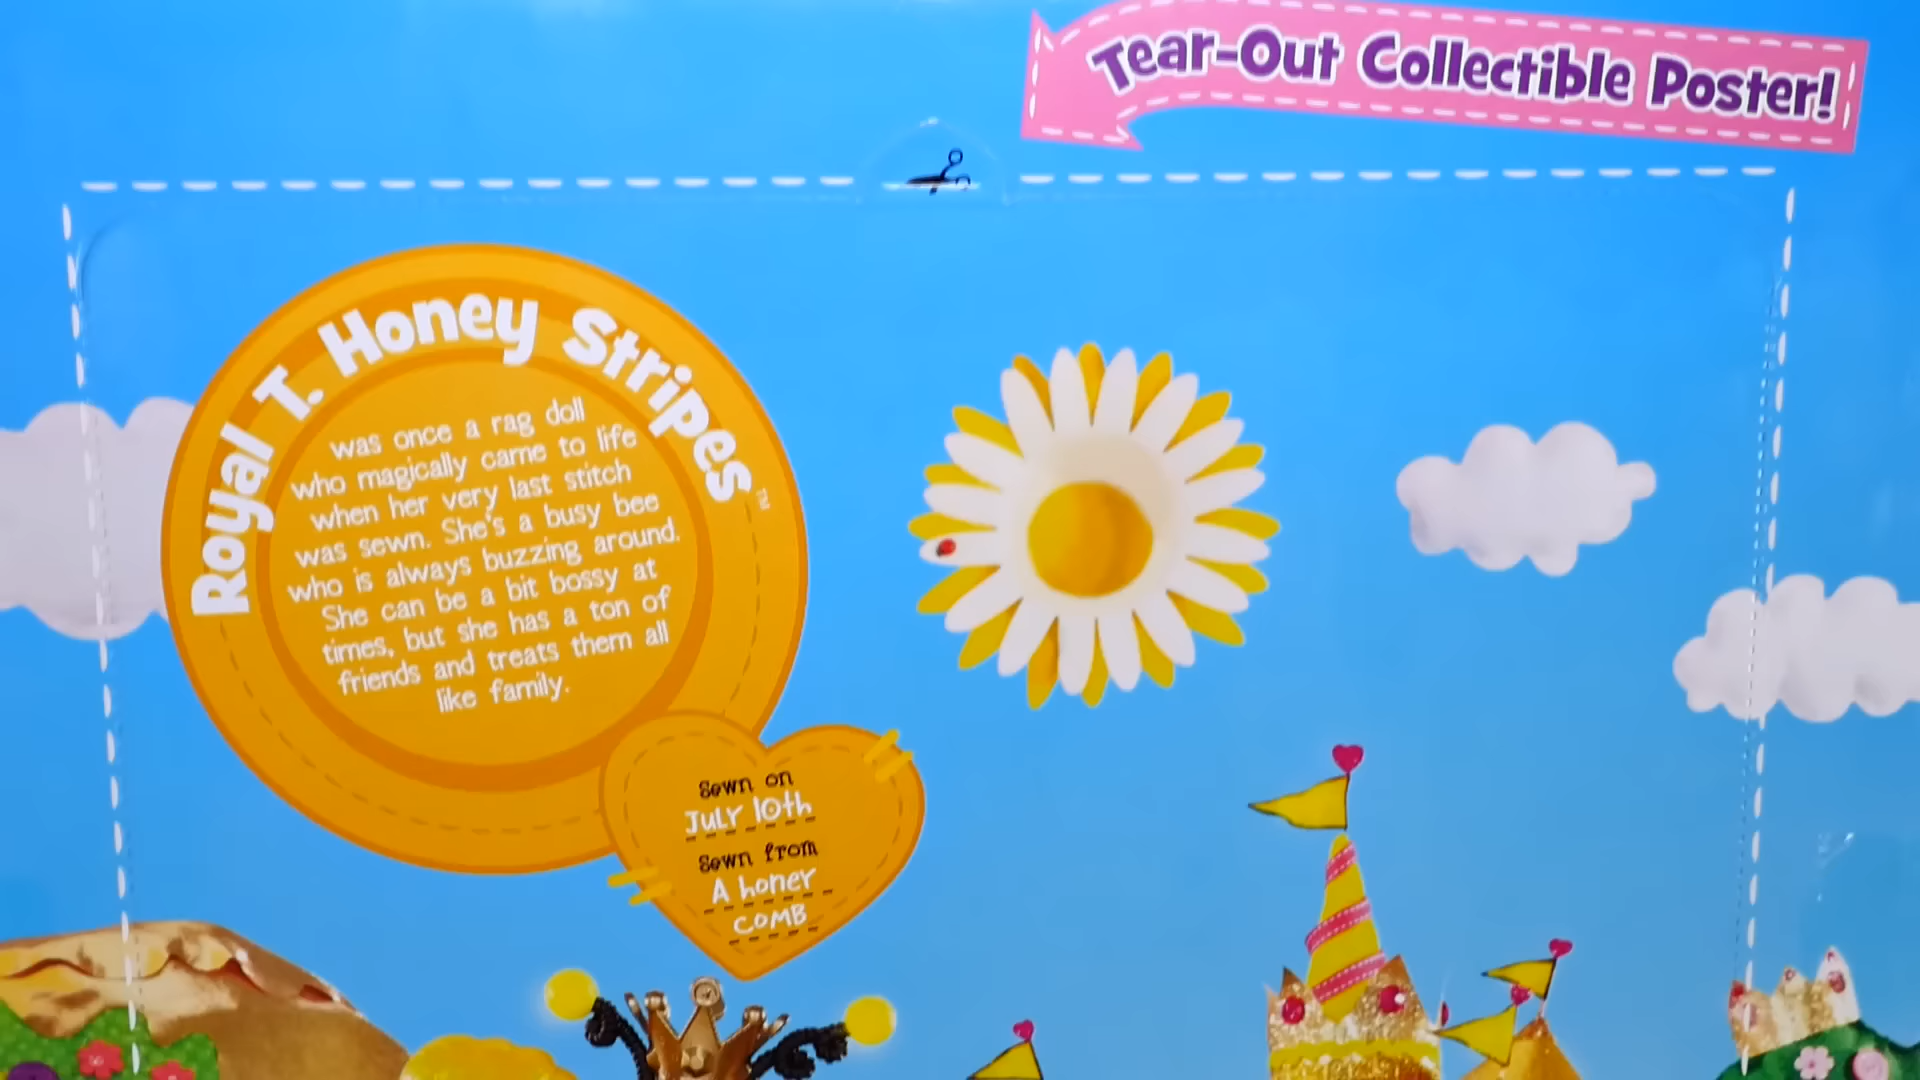 Tear-Out Collectible Poster!
Royal T. Honey Stripes™
was once a rag doll
who magically came to life
when her very last stitch
was sewn. She's a busy bee
who is always buzzing around.
She can be a bit bossy at
times, but she has a ton of
friends and treats them all
like family.
Sewn on
July 10th
Sewn from
A honey
comb